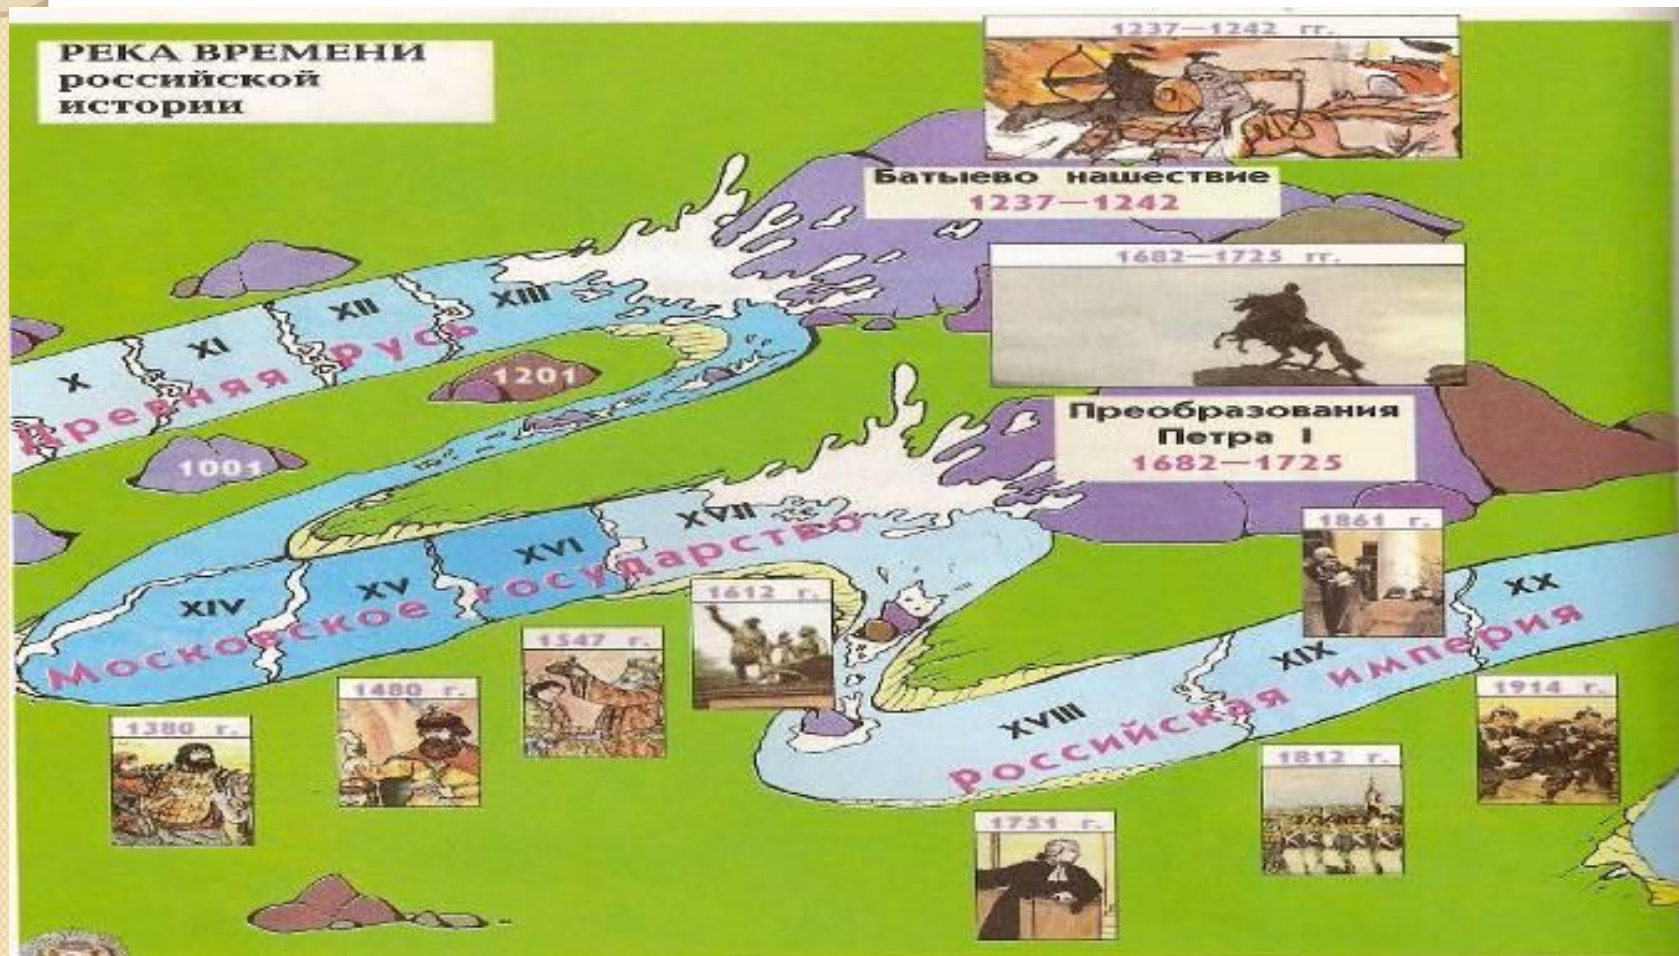 РЕКА ВРЕМЕНИ
российской
истории
1237—1242 гг.
Батыево нашествие
1237—1242
1682—1725 гг.
Преобразования
Петра I
1682—1725
X
XI
XII
XIII
Древняя Русь
1001
1201
XIV
XV
XVI
XVII
Московское государство
1380 г.
1480 г.
1547 г.
1612 г.
XVIII
XIX
XX
Российская империя
1751 г.
1812 г.
1861 г.
1914 г.